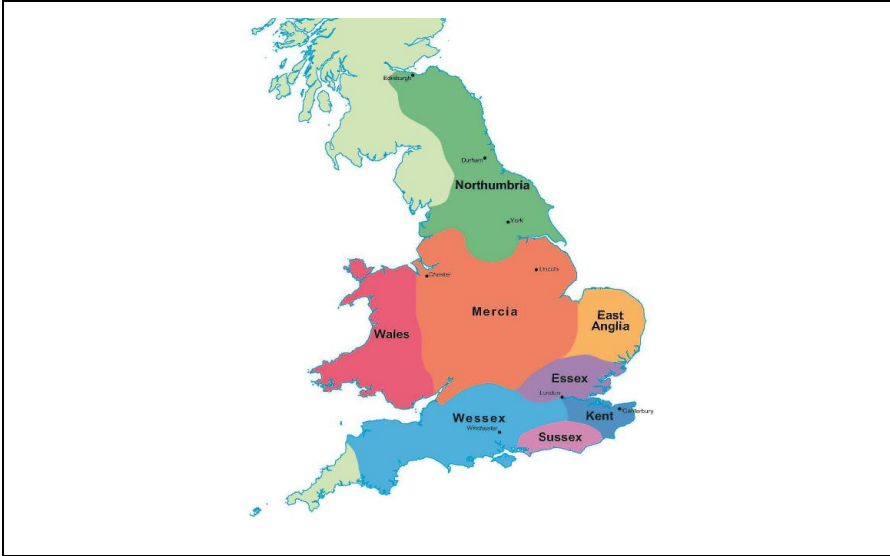 Edinburgh
Durham
Northumbria
York
Chester
Lincoln
Mercia
East
Anglia
Wales
Essex
London
Wessex
Kent
Canterbury
Winchester
Sussex